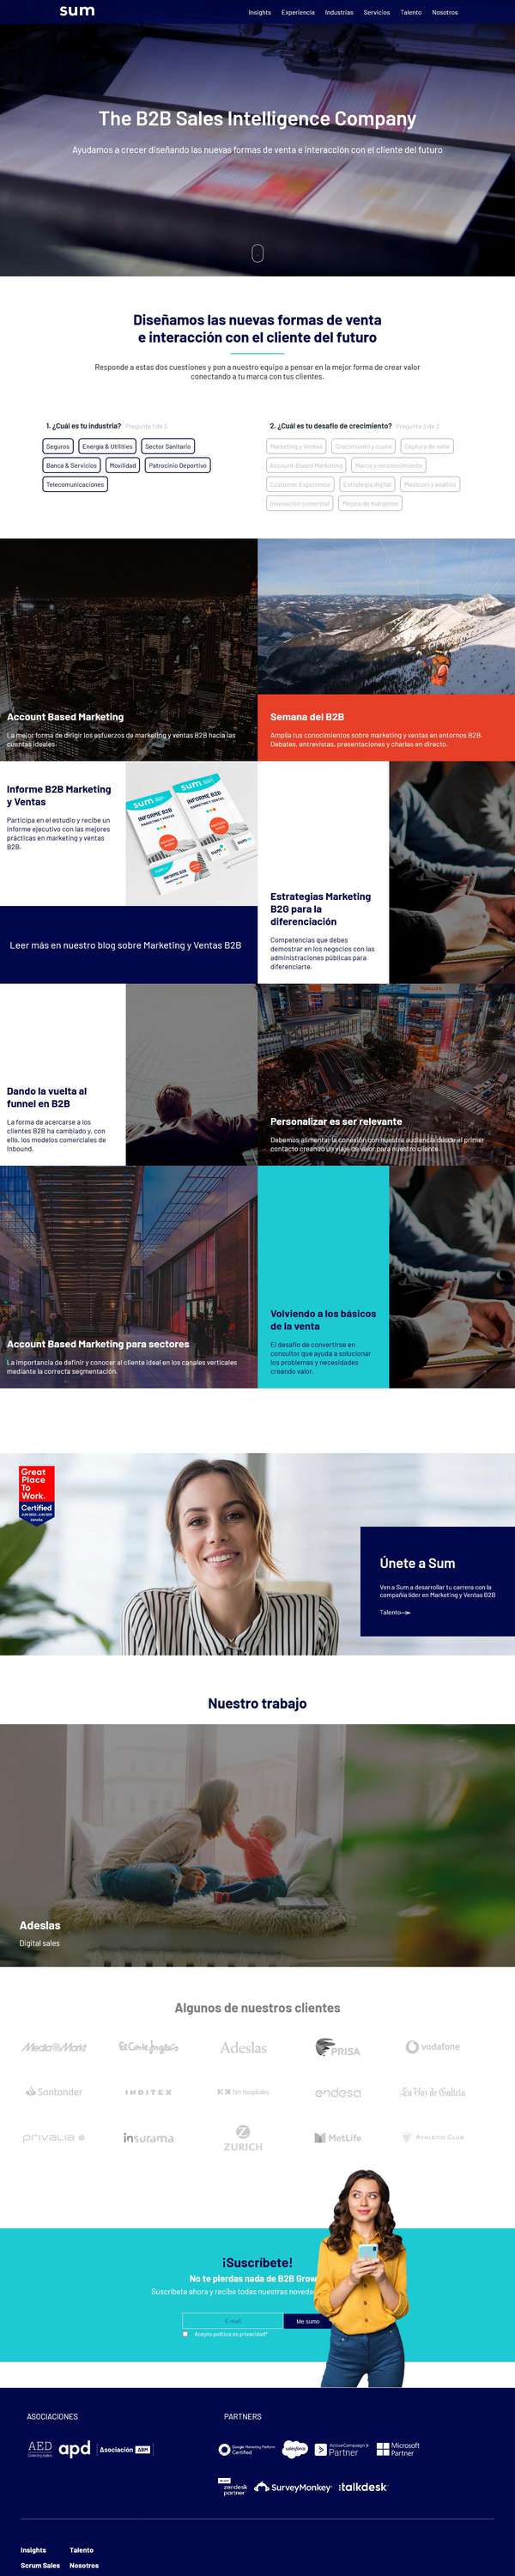 sum
Insights Experiencia Industrias Servicios Talento Nosotros
The B2B Sales Intelligence Company
Ayudamos a crecer diseñando las nuevas formas de venta e interacción con el cliente del futuro
Diseñamos las nuevas formas de venta
e interacción con el cliente del futuro
Responde a estas dos cuestiones y pon a nuestro equipo a pensar en la mejor forma de crear valor
conectando a tu marca con tus clientes.
1. ¿Cuál es tu industria? Pregunta 1 de 2
Seguros Energía & Utilities Sector Sanitario
Banca & Servicios Movilidad Patrocinio Deportivo
Telecomunicaciones
2. ¿Cuál es tu desafío de crecimiento? Pregunta 2 de 2
Marketing y Ventas Crecimiento y cuota Captura de valor
Account-Based Marketing Marca y reconocimiento
Customer Experience Estrategia digital Medición y análisis
Innovación comercial Mejora de márgenes
Account Based Marketing
La mejor forma de dirigir los esfuerzos de marketing y ventas B2B hacia las
cuentas ideales.
Semana del B2B
Amplia tus conocimientos sobre marketing y ventas en entornos B2B.
Debates, entrevistas, presentaciones y charlas en directo.
Informe B2B Marketing
y Ventas
Participa en el estudio y recibe un
informe ejecutivo con las mejores
prácticas en marketing y ventas
B2B.
sum
sum
INFORME B2B
MARKETING Y VENTAS
INFORME B2B
MARKETING Y VENTAS
Leer más en nuestro blog sobre Marketing y Ventas B2B
Estrategias Marketing
B2G para la
diferenciación
Competencias que debes
demostrar en los negocios con las
administraciones públicas para
diferenciarte.
Dando la vuelta al
funnel en B2B
La forma de acercarse a los
clientes B2B ha cambiado y, con
ello, los modelos comerciales de
Inbound.
Personalizar es ser relevante
Debemos alimentar la conexión con nuestra audiencia desde el primer
contacto creando un viaje de valor para nuestro cliente.
Account Based Marketing para sectores
La importancia de definir y conocer al cliente ideal en los canales verticales
mediante la correcta segmentación.
Volviendo a los básicos
de la venta
El desafío de convertirse en
consultor que ayuda a solucionar
los problemas y necesidades
creando valor.
Great
Place
To
Work.
Certified
Únete a Sum
Ven a Sum a desarrollar tu carrera con la
compañía líder en Marketing y Ventas B2B
Talento
Nuestro trabajo
Adeslas
Digital sales
Algunos de nuestros clientes
MediaMarkt El Corte Inglés Adeslas PRISA vodafone
Santander INDITEX hm hospitales endesa La Voz de Galicia
PRIVALIA insurama ZURICH MetLife ATHLETIC CLUB
¡Suscríbete!
No te pierdas nada de B2B Grow
Suscríbete ahora y recibe todas nuestras
E-mail Me sumo
Acepto política de privacidad*
ASOCIACIONES
AED apd Asociación ABM
PARTNERS
Google Marketing Platform
Certified
salesforce
ActiveCampaign
Partner
Microsoft
Partner
zendesk
partner
SurveyMonkey
talkdesk
Insights Talento
Scrum Sales Nosotros